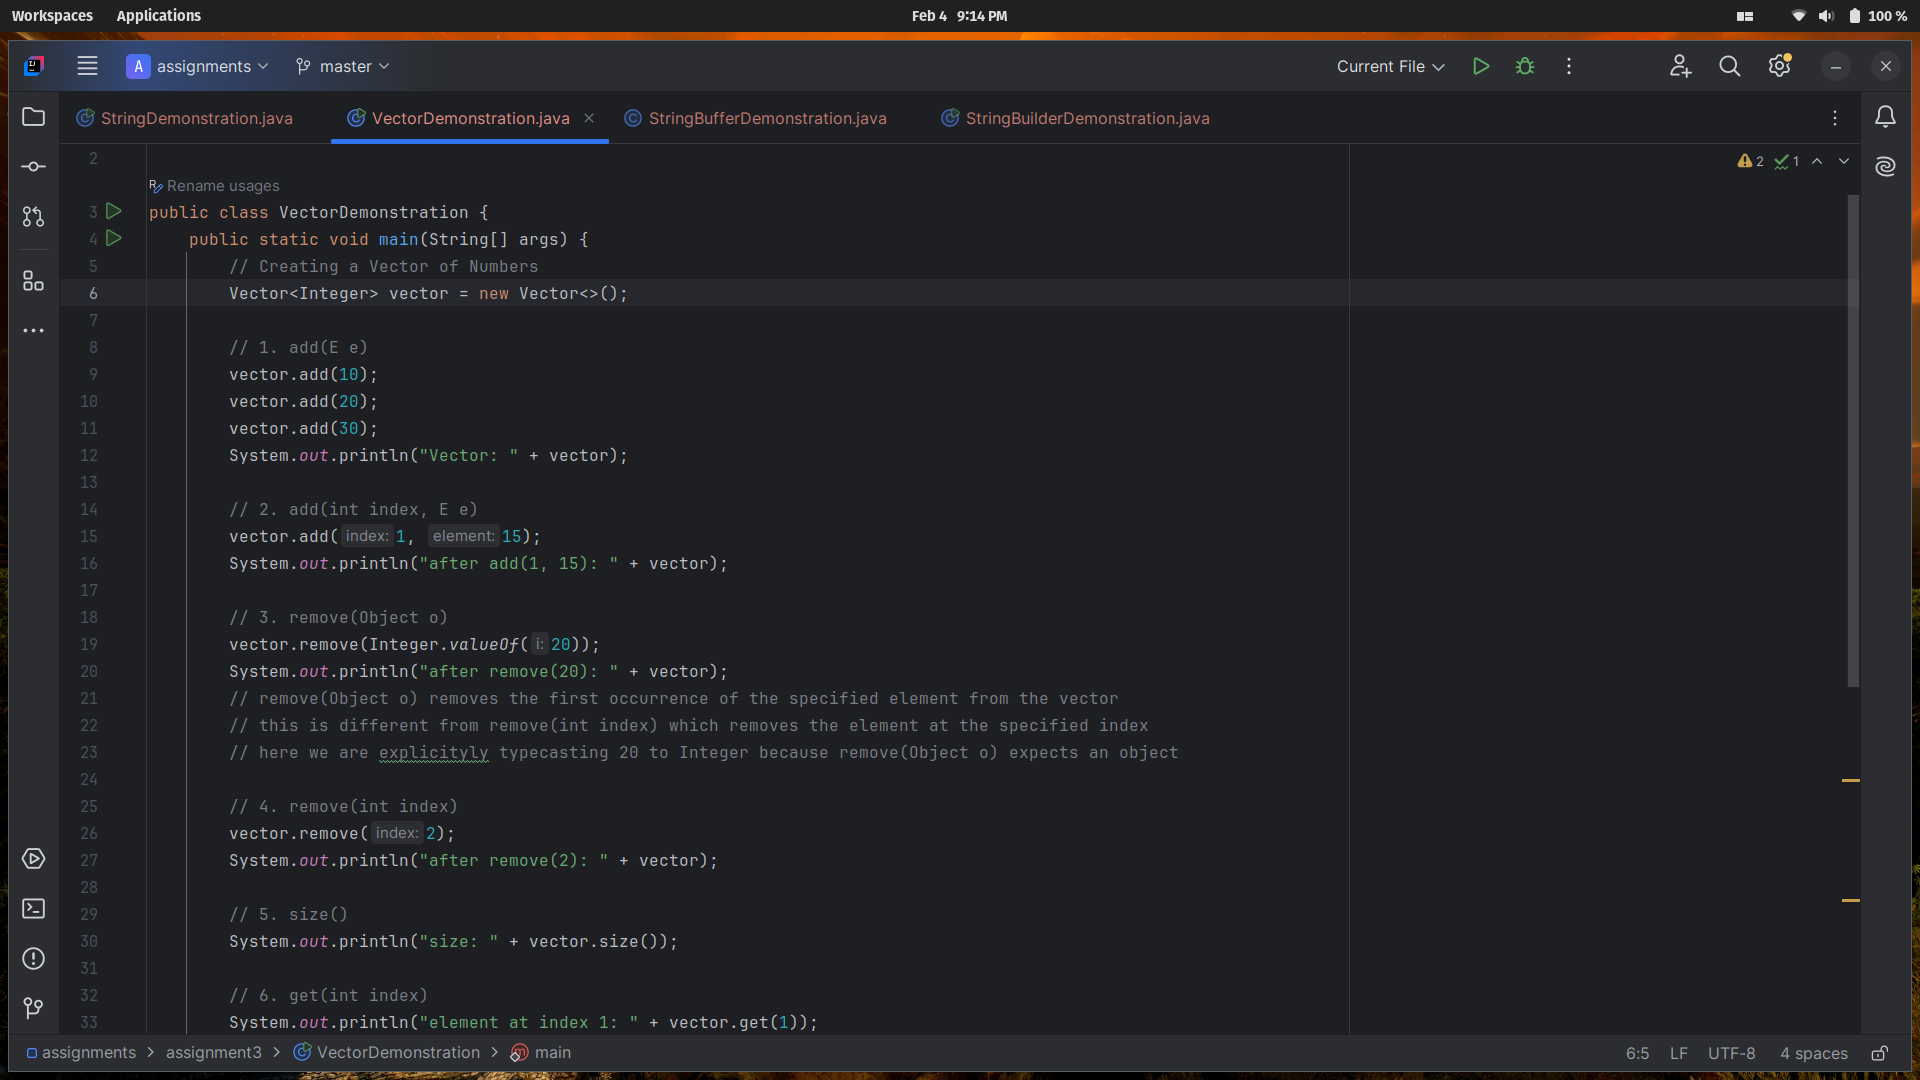 Workspaces Applications Feb 4 9:14 PM 100 %
A assignments master Current File
StringDemonstration.java VectorDemonstration.java StringBufferDemonstration.java StringBuilderDemonstration.java
2 2 1
Rename usages
3 public class VectorDemonstration {
4 public static void main(String[] args) {
5 // Creating a Vector of Numbers
6 Vector<Integer> vector = new Vector<>();
7
8 // 1. add(E e)
9 vector.add(10);
10 vector.add(20);
11 vector.add(30);
12 System.out.println("Vector: " + vector);
13
14 // 2. add(int index, E e)
15 vector.add( index: 1, element: 15);
16 System.out.println("after add(1, 15): " + vector);
17
18 // 3. remove(Object o)
19 vector.remove(Integer.valueOf( i: 20));
20 System.out.println("after remove(20): " + vector);
21 // remove(Object o) removes the first occurrence of the specified element from the vector
22 // this is different from remove(int index) which removes the element at the specified index
23 // here we are explicityly typecasting 20 to Integer because remove(Object o) expects an object
24
25 // 4. remove(int index)
26 vector.remove( index: 2);
27 System.out.println("after remove(2): " + vector);
28
29 // 5. size()
30 System.out.println("size: " + vector.size());
31
32 // 6. get(int index)
33 System.out.println("element at index 1: " + vector.get(1));
assignments > assignment3 > VectorDemonstration > m main 6:5 LF UTF-8 4 spaces